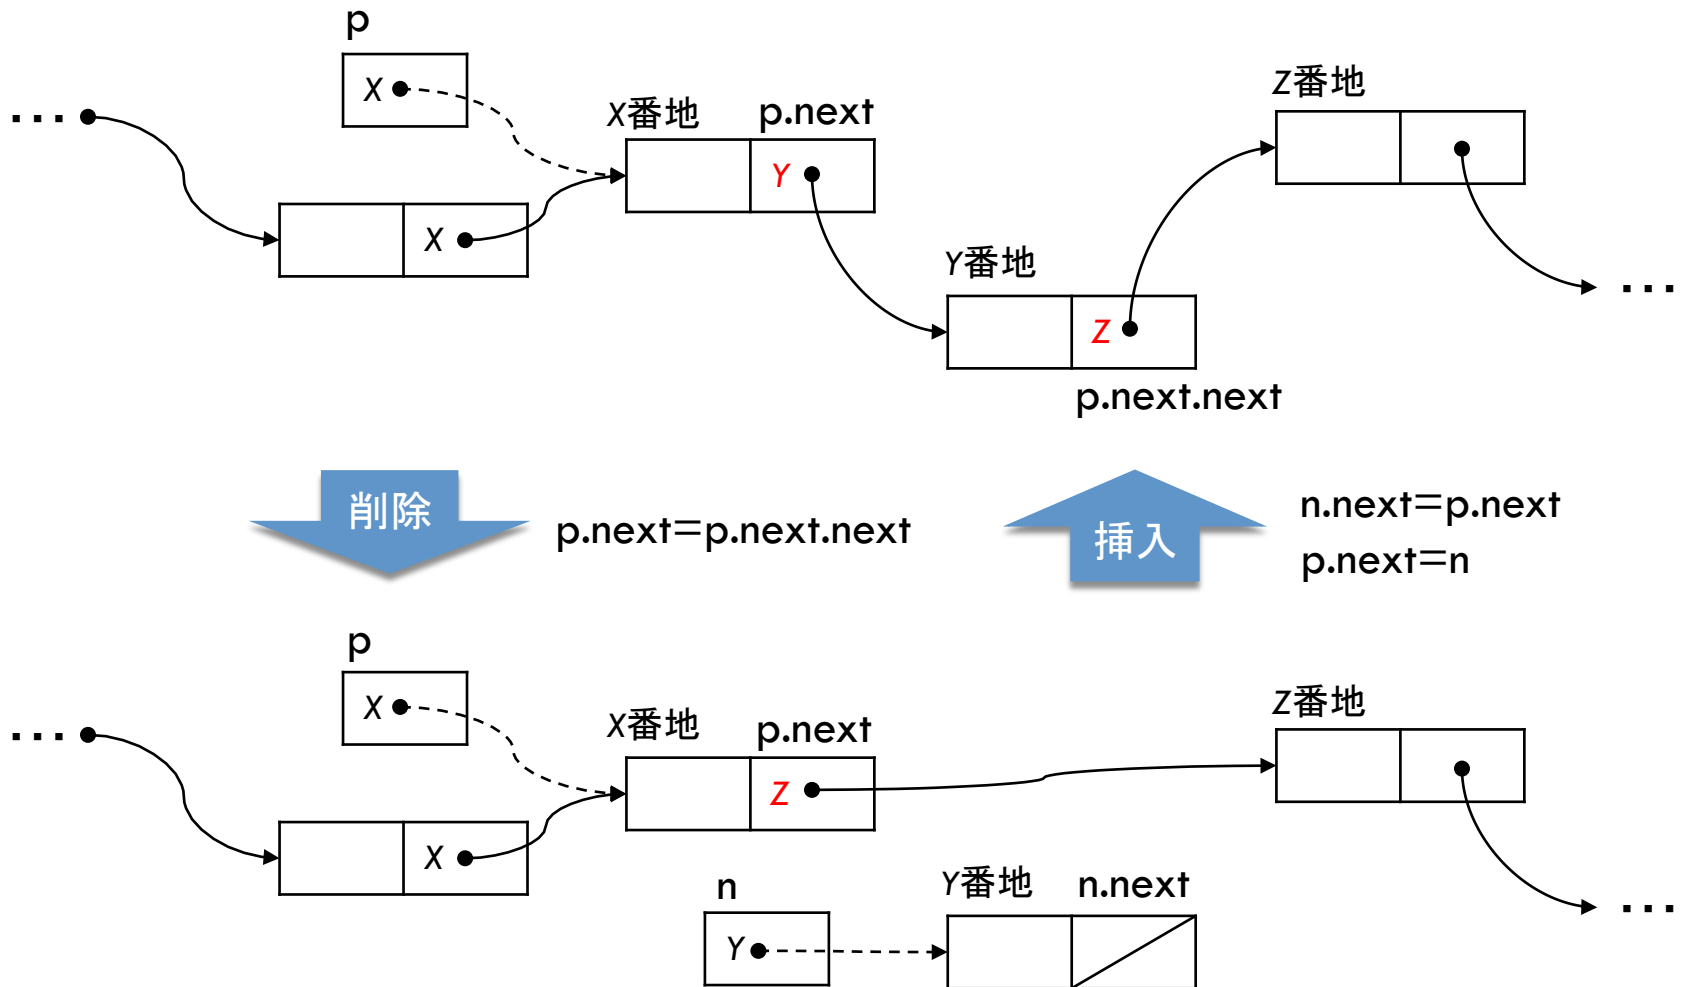 p
X
X番地 p.next
Z番地
...
Y
X
Y番地
...
Z
p.next.next
削除
p.next=p.next.next
挿入
n.next=p.next
p.next=n
p
X
X番地 p.next
Z番地
...
Z
X
n
Y番地 n.next
...
Y